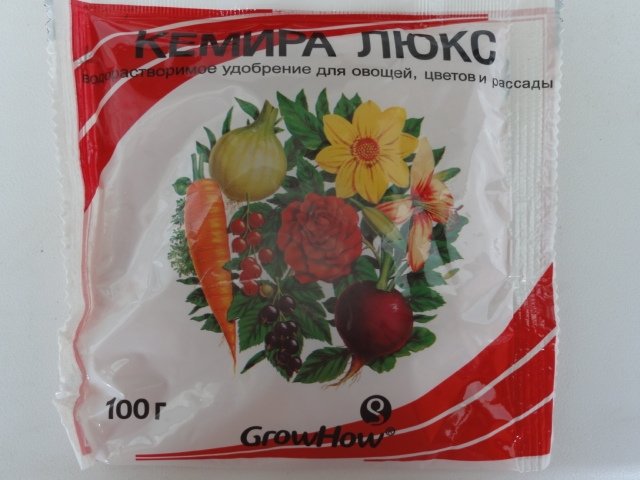 КЕМИРА ЛЮКС
водорастворимое удобрение для овощей, цветов и рассады
100 г
GrowHow